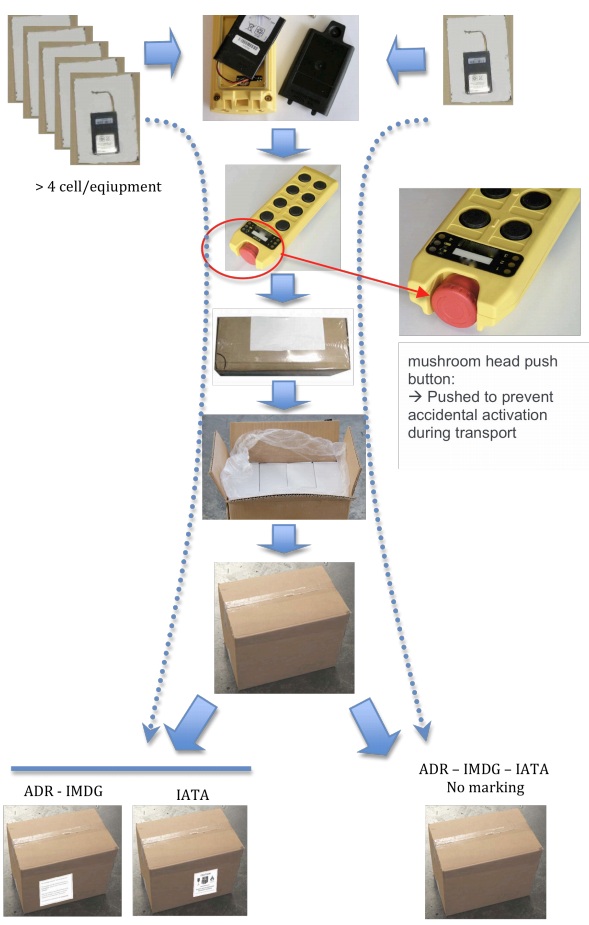 > 4 cell/eqiupment
mushroom head push
button:
→ Pushed to prevent
accidental activation
during transport
ADR - IMDG
IATA
ADR – IMDG – IATA
No marking